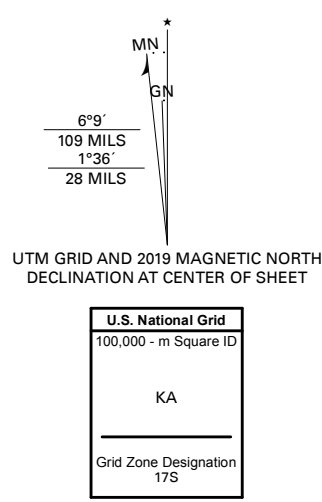 MN
GN
6°9´
109 MILS
1°36´
28 MILS
UTM GRID AND 2019 MAGNETIC NORTH
DECLINATION AT CENTER OF SHEET
U.S. National Grid
100,000 - m Square ID
KA
Grid Zone Designation
17S